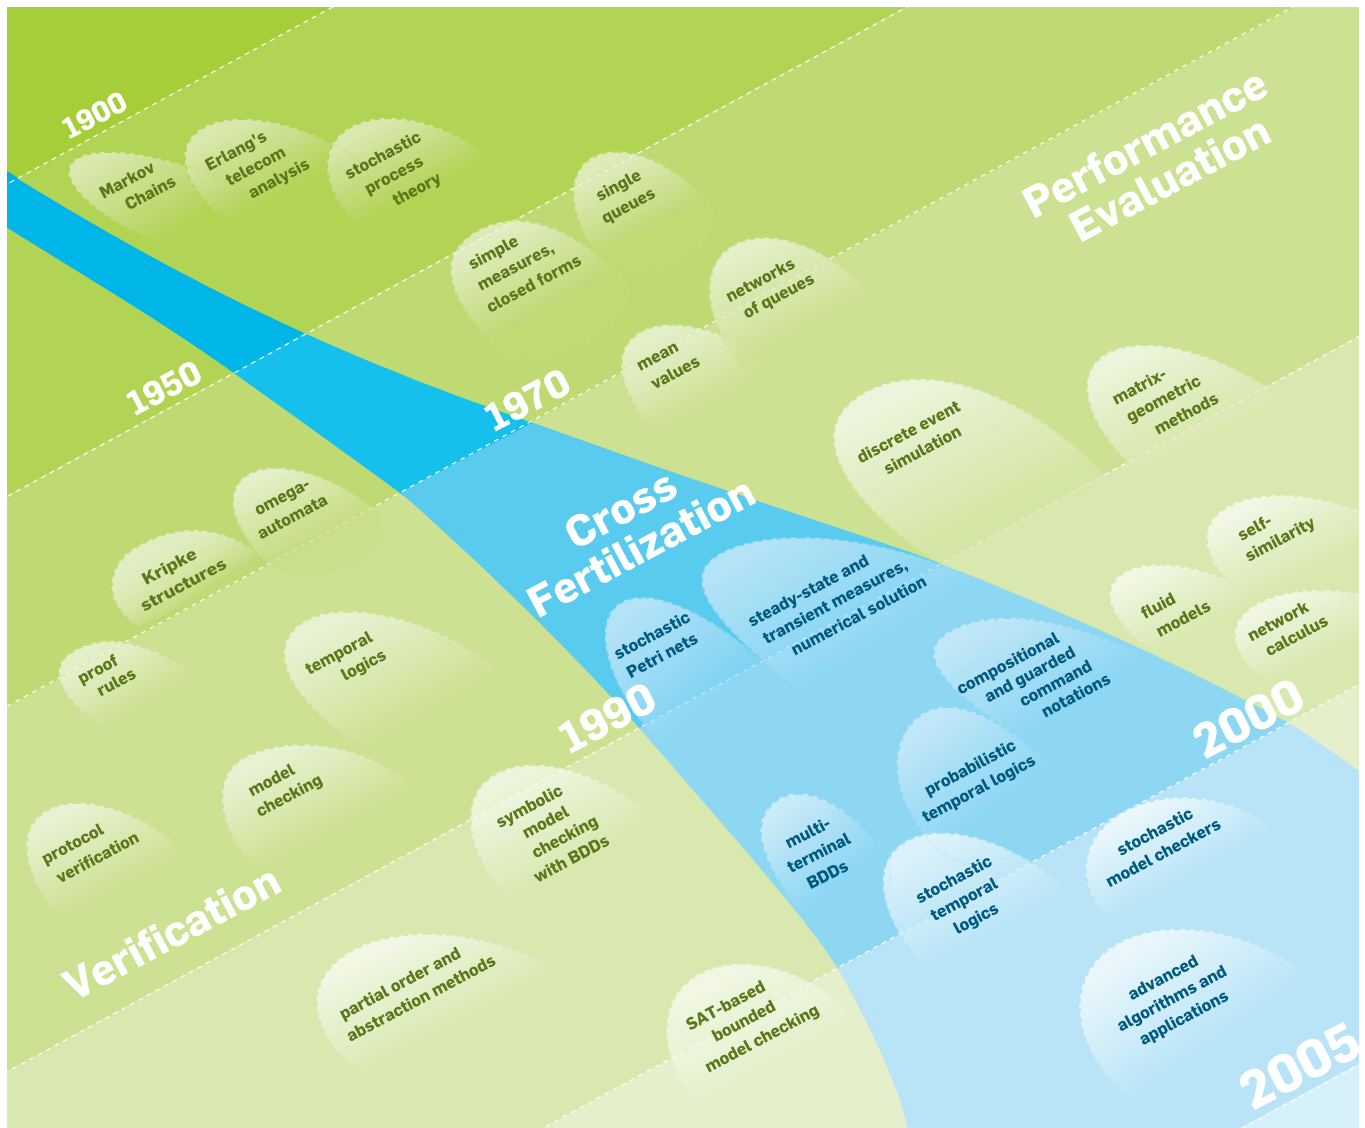 1900
Markov
Chains
Erlang's
telecom
analysis
stochastic
process
theory
single
queues
simple
measures,
closed forms
Performance
Evaluation
networks
of queues
mean
values
1950
1970
matrix-
geometric
methods
discrete event
simulation
omega-
automata
Kripke
structures
Cross
Fertilization
self-
similarity
fluid
models
network
calculus
steady-state and
transient measures,
numerical solution
stochastic
Petri nets
proof
rules
temporal
logics
compositional
and guarded
command
notations
1990
2000
probabilistic
temporal logics
model
checking
protocol
verification
symbolic
model
checking
with BDDs
multi-
terminal
BDDs
stochastic
temporal
logics
stochastic
model checkers
Verification
partial order and
abstraction methods
SAT-based
bounded
model checking
advanced
algorithms and
applications
2005